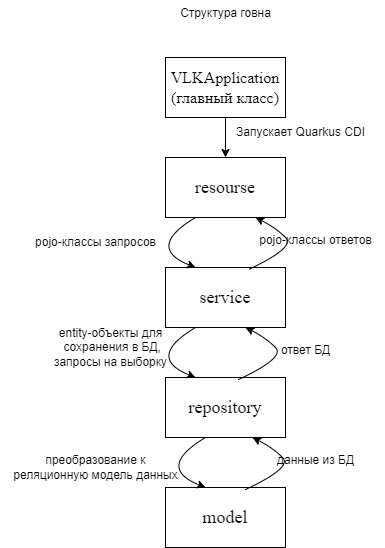 Структура говна
VLKApplication
(главный класс)
Запускает Quarkus CDI
resourse
pojo-классы запросов
pojo-классы ответов
service
entity-объекты для
сохранения в БД,
запросы на выборку
ответ БД
repository
преобразование к
реляционную модель данных
данные из БД
model